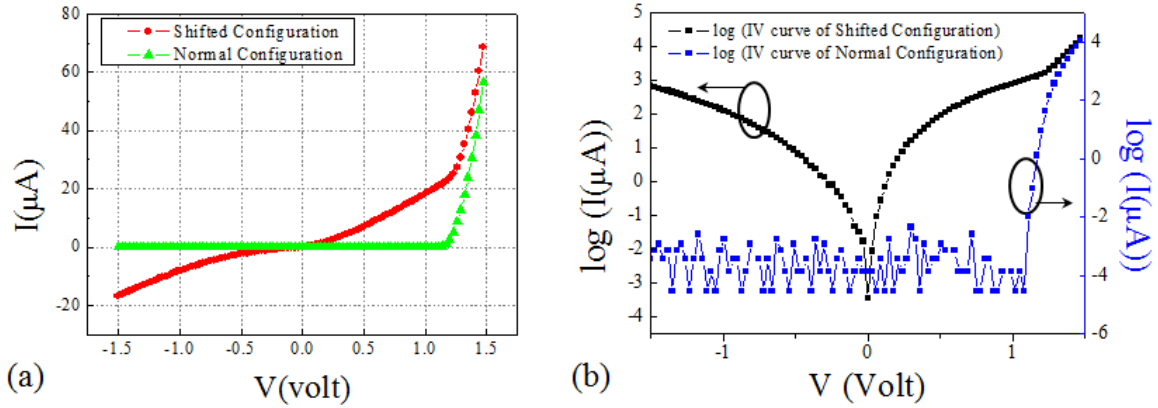 Shifted Configuration
Normal Configuration
I(μA)
80
60
40
20
0
-20
-1.5 -1.0 -0.5 0.0 0.5 1.0 1.5
V(volt)
(a)
log (IV curve of Shifted Configuration)
log (IV curve of Normal Configuration)
log (I(μA))
5
4
3
2
1
0
-1
-2
-3
-4
-1 0 1
V (Volt)
4
2
0
-2
-4
-6
log (I(μA))
(b)